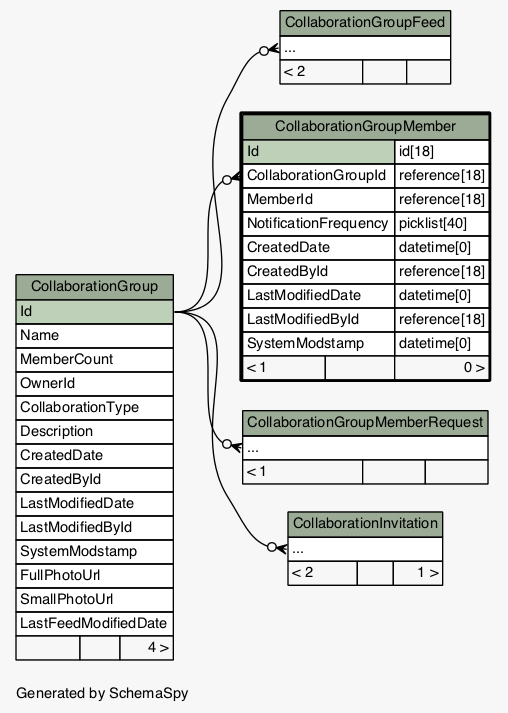 CollaborationGroupFeed
...
< 2
CollaborationGroupMember
Id id[18]
CollaborationGroupId reference[18]
MemberId reference[18]
NotificationFrequency picklist[40]
CreatedDate datetime[0]
CreatedById reference[18]
LastModifiedDate datetime[0]
LastModifiedById reference[18]
SystemModstamp datetime[0]
< 1 0 >
CollaborationGroup
Id
Name
MemberCount
OwnerId
CollaborationType
Description
CreatedDate
CreatedById
LastModifiedDate
LastModifiedById
SystemModstamp
FullPhotoUrl
SmallPhotoUrl
LastFeedModifiedDate
4 >
CollaborationGroupMemberRequest
...
< 1
CollaborationInvitation
...
< 2 1 >
Generated by SchemaSpy